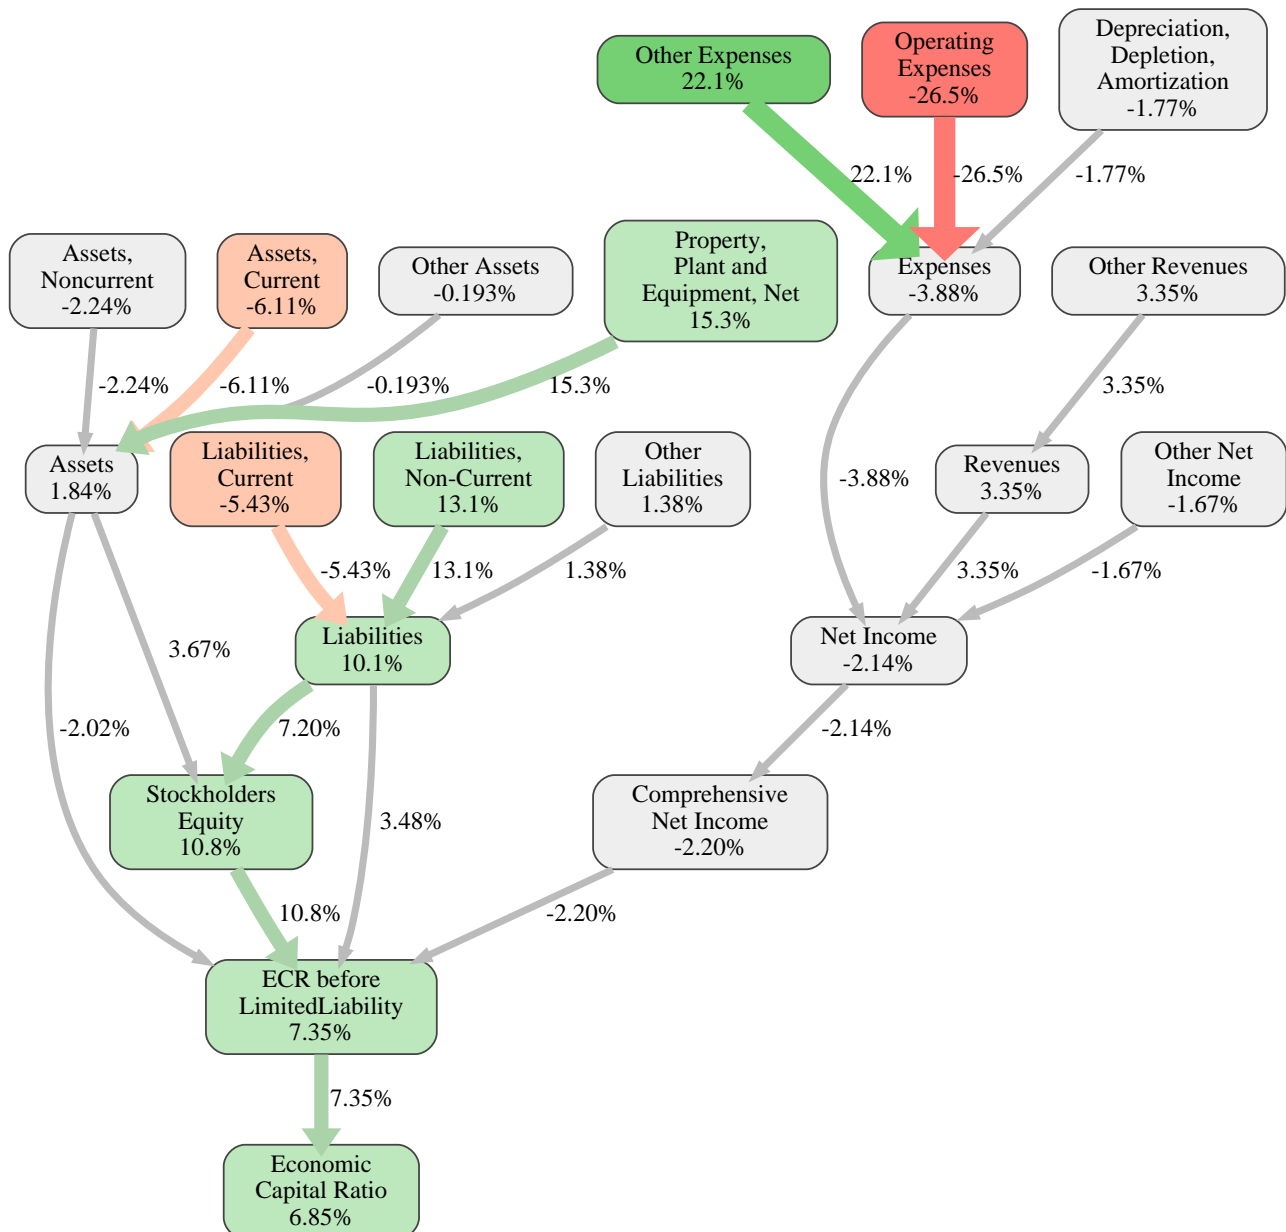 Other Expenses
22.1%
Operating
Expenses
-26.5%
Depreciation,
Depletion,
Amortization
-1.77%
22.1%
-26.5%
-1.77%
Assets,
Noncurrent
-2.24%
Assets,
Current
-6.11%
Other Assets
-0.193%
Property,
Plant and
Equipment, Net
15.3%
Expenses
-3.88%
Other Revenues
3.35%
-2.24%
-6.11%
-0.193%
15.3%
3.35%
Assets
1.84%
Liabilities,
Current
-5.43%
Liabilities,
Non-Current
13.1%
Other
Liabilities
1.38%
-3.88%
Revenues
3.35%
Other Net
Income
-1.67%
-5.43%
13.1%
1.38%
3.35%
-1.67%
3.67%
Liabilities
10.1%
Net Income
-2.14%
-2.02%
7.20%
-2.14%
Stockholders
Equity
10.8%
3.48%
Comprehensive
Net Income
-2.20%
10.8%
-2.20%
ECR before
LimitedLiability
7.35%
7.35%
Economic
Capital Ratio
6.85%